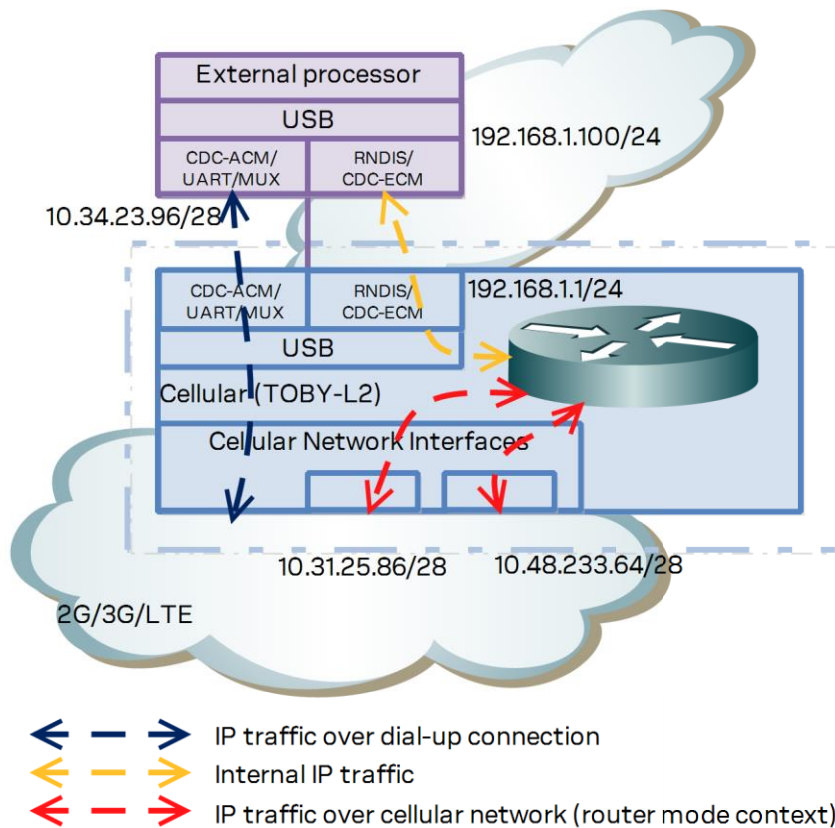 External processor
USB
CDC-ACM/
UART/MUX
RNDIS/
CDC-ECM
192.168.1.100/24
10.34.23.96/28
CDC-ACM/
UART/MUX
RNDIS/
CDC-ECM
192.168.1.1/24
USB
Cellular (TOBY-L2)
Cellular Network Interfaces
10.31.25.86/28
10.48.233.64/28
2G/3G/LTE
IP traffic over dial-up connection
Internal IP traffic
IP traffic over cellular network (router mode context)